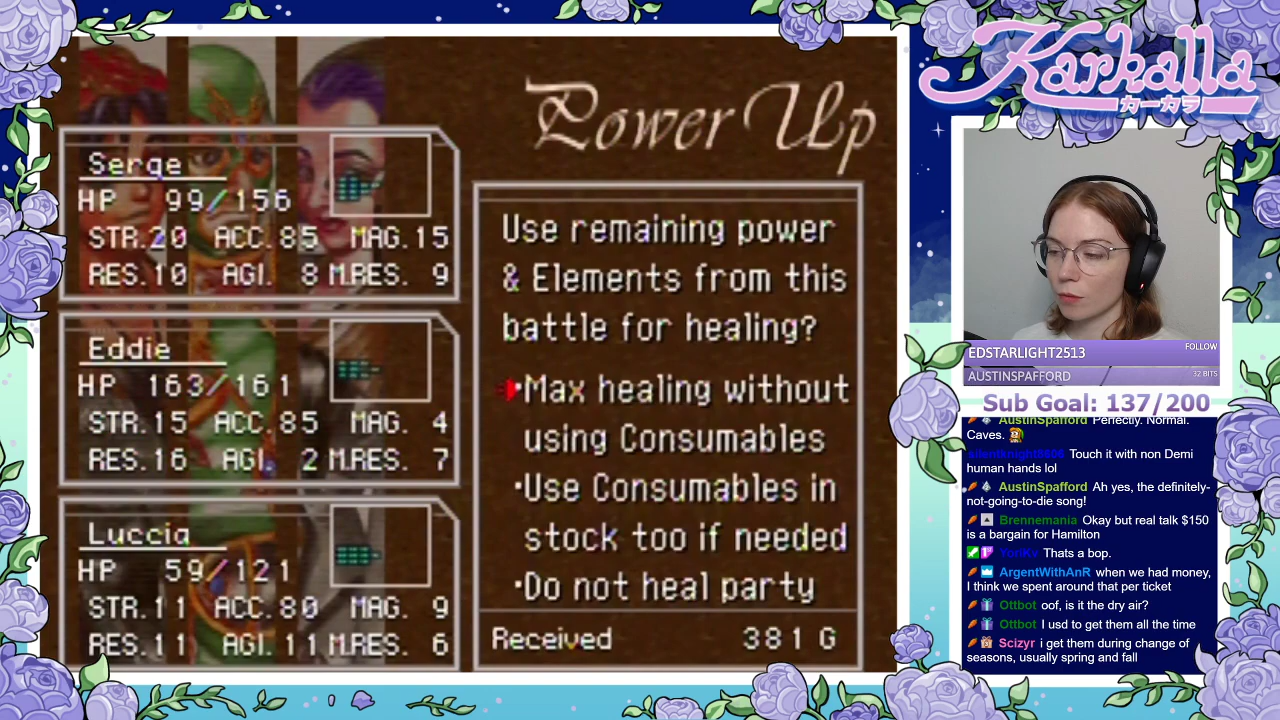 Power Up
Serge
HP 99/156
STR.20 ACC.85 MAG.15
RES.10 AGI. 8 M.RES. 9
Eddie
HP 163/161
STR.15 ACC.85 MAG. 4
RES.16 AGI. 2 M.RES. 7
Luccia
HP 59/121
STR.11 ACC.80 MAG. 9
RES.11 AGI.11 M.RES. 6
Use remaining power
& Elements from this
battle for healing?
·Max healing without
using Consumables
·Use Consumables in
stock too if needed
·Do not heal party
Received 381 G
Karkalla
カーカラ
EDSTARLIGHT2513 FOLLOW
AUSTINSPAFFORD 32 BITS
Sub Goal: 137/200
AustinSpafford Perfectly. Normal.
Caves.
silentknight8806 Touch it with non Demi
human hands lol
AustinSpafford Ah yes, the definitely-
not-going-to-die song!
Brennemania Okay but real talk $150
is a bargain for Hamilton
YoriKv Thats a bop.
ArgentWithAnR when we had money,
I think we spent around that per ticket
Ottbot oof, is it the dry air?
Ottbot I usd to get them all the time
Scizyr i get them during change of
seasons, usually spring and fall